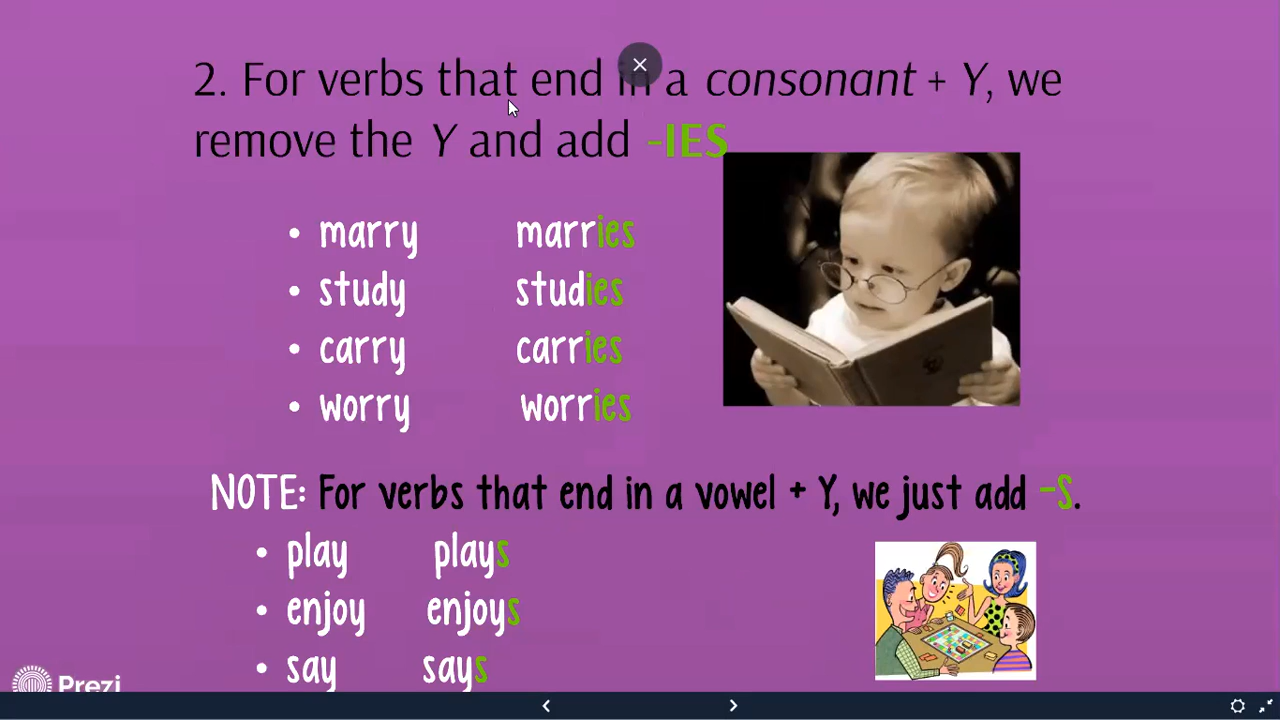 2. For verbs that end in a consonant + Y, we
remove the Y and add -IES
• marry marries
• study studies
• carry carries
• worry worries
NOTE: For verbs that end in a vowel + Y, we just add -S.
• play plays
• enjoy enjoys
• say says
Prezi